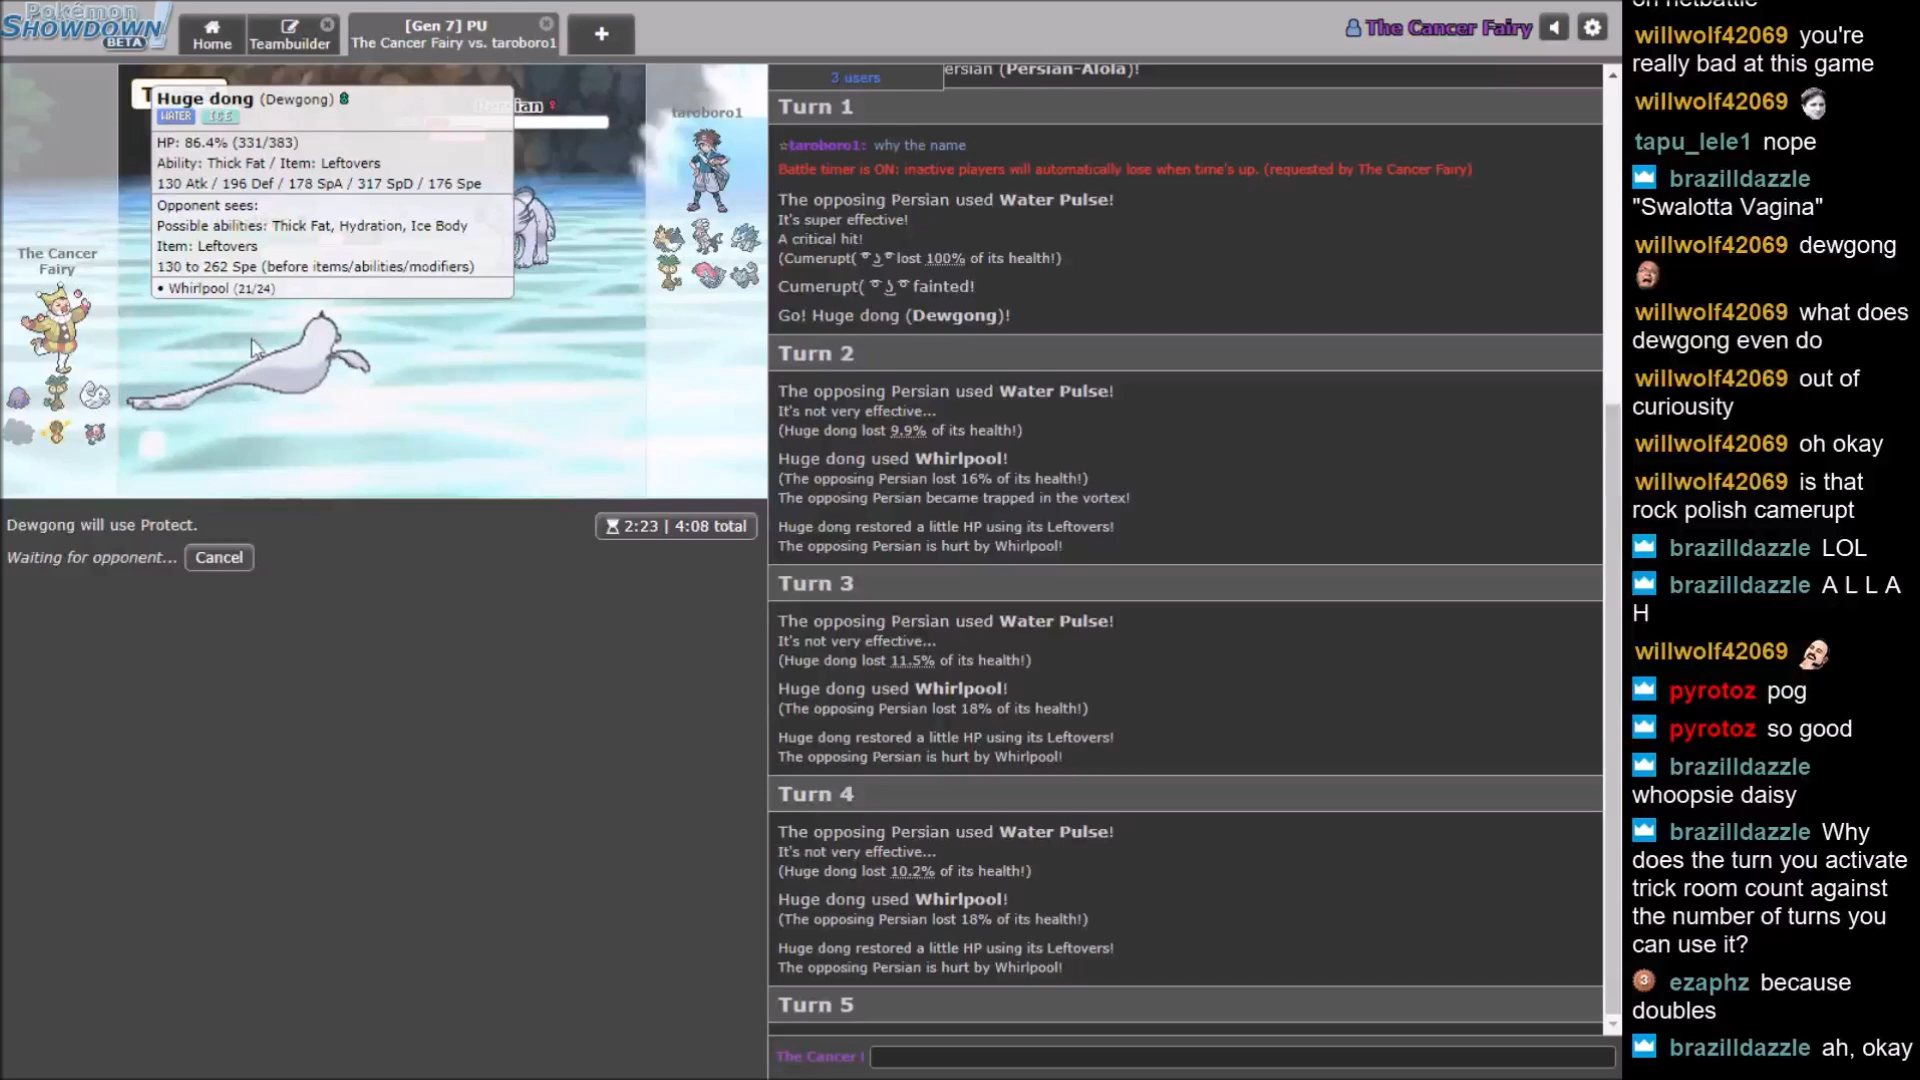 Pokémon
SHOWDOWN!
BETA
Home
Teambuilder
[Gen 7] PU
The Cancer Fairy vs. taroboro1
+
The Cancer Fairy
T
Huge dong (Dewgong)
WATER ICE
HP: 86.4% (331/383)
Ability: Thick Fat / Item: Leftovers
130 Atk / 196 Def / 178 SpA / 317 SpD / 176 Spe
Opponent sees:
Possible abilities: Thick Fat, Hydration, Ice Body
Item: Leftovers
130 to 262 Spe (before items/abilities/modifiers)
• Whirlpool (21/24)
taroboro1
The Cancer
Fairy
Dewgong will use Protect.
2:23 | 4:08 total
Waiting for opponent... Cancel
3 users
ersian (Persian-Alola)!
Turn 1
☆taroboro1: why the name
Battle timer is ON: inactive players will automatically lose when time's up. (requested by The Cancer Fairy)
The opposing Persian used Water Pulse!
It's super effective!
A critical hit!
(Cumerupt( ͡° ͜ʖ ͡° lost 100% of its health!)
Cumerupt( ͡° ͜ʖ ͡° fainted!
Go! Huge dong (Dewgong)!
Turn 2
The opposing Persian used Water Pulse!
It's not very effective...
(Huge dong lost 9.9% of its health!)
Huge dong used Whirlpool!
(The opposing Persian lost 16% of its health!)
The opposing Persian became trapped in the vortex!
Huge dong restored a little HP using its Leftovers!
The opposing Persian is hurt by Whirlpool!
Turn 3
The opposing Persian used Water Pulse!
It's not very effective...
(Huge dong lost 11.5% of its health!)
Huge dong used Whirlpool!
(The opposing Persian lost 18% of its health!)
Huge dong restored a little HP using its Leftovers!
The opposing Persian is hurt by Whirlpool!
Turn 4
The opposing Persian used Water Pulse!
It's not very effective...
(Huge dong lost 10.2% of its health!)
Huge dong used Whirlpool!
(The opposing Persian lost 18% of its health!)
Huge dong restored a little HP using its Leftovers!
The opposing Persian is hurt by Whirlpool!
Turn 5
The Cancer
on netbattle
willwolf42069 you're
really bad at this game
willwolf42069
tapu_lele1 nope
brazilldazzle
"Swalotta Vagina"
willwolf42069 dewgong
willwolf42069 what does
dewgong even do
willwolf42069 out of
curiousity
willwolf42069 oh okay
willwolf42069 is that
rock polish camerupt
brazilldazzle LOL
brazilldazzle A L L A
H
willwolf42069
pyrotoz pog
pyrotoz so good
brazilldazzle
whoopsie daisy
brazilldazzle Why
does the turn you activate
trick room count against
the number of turns you
can use it?
3 ezaphz because
doubles
brazilldazzle ah, okay